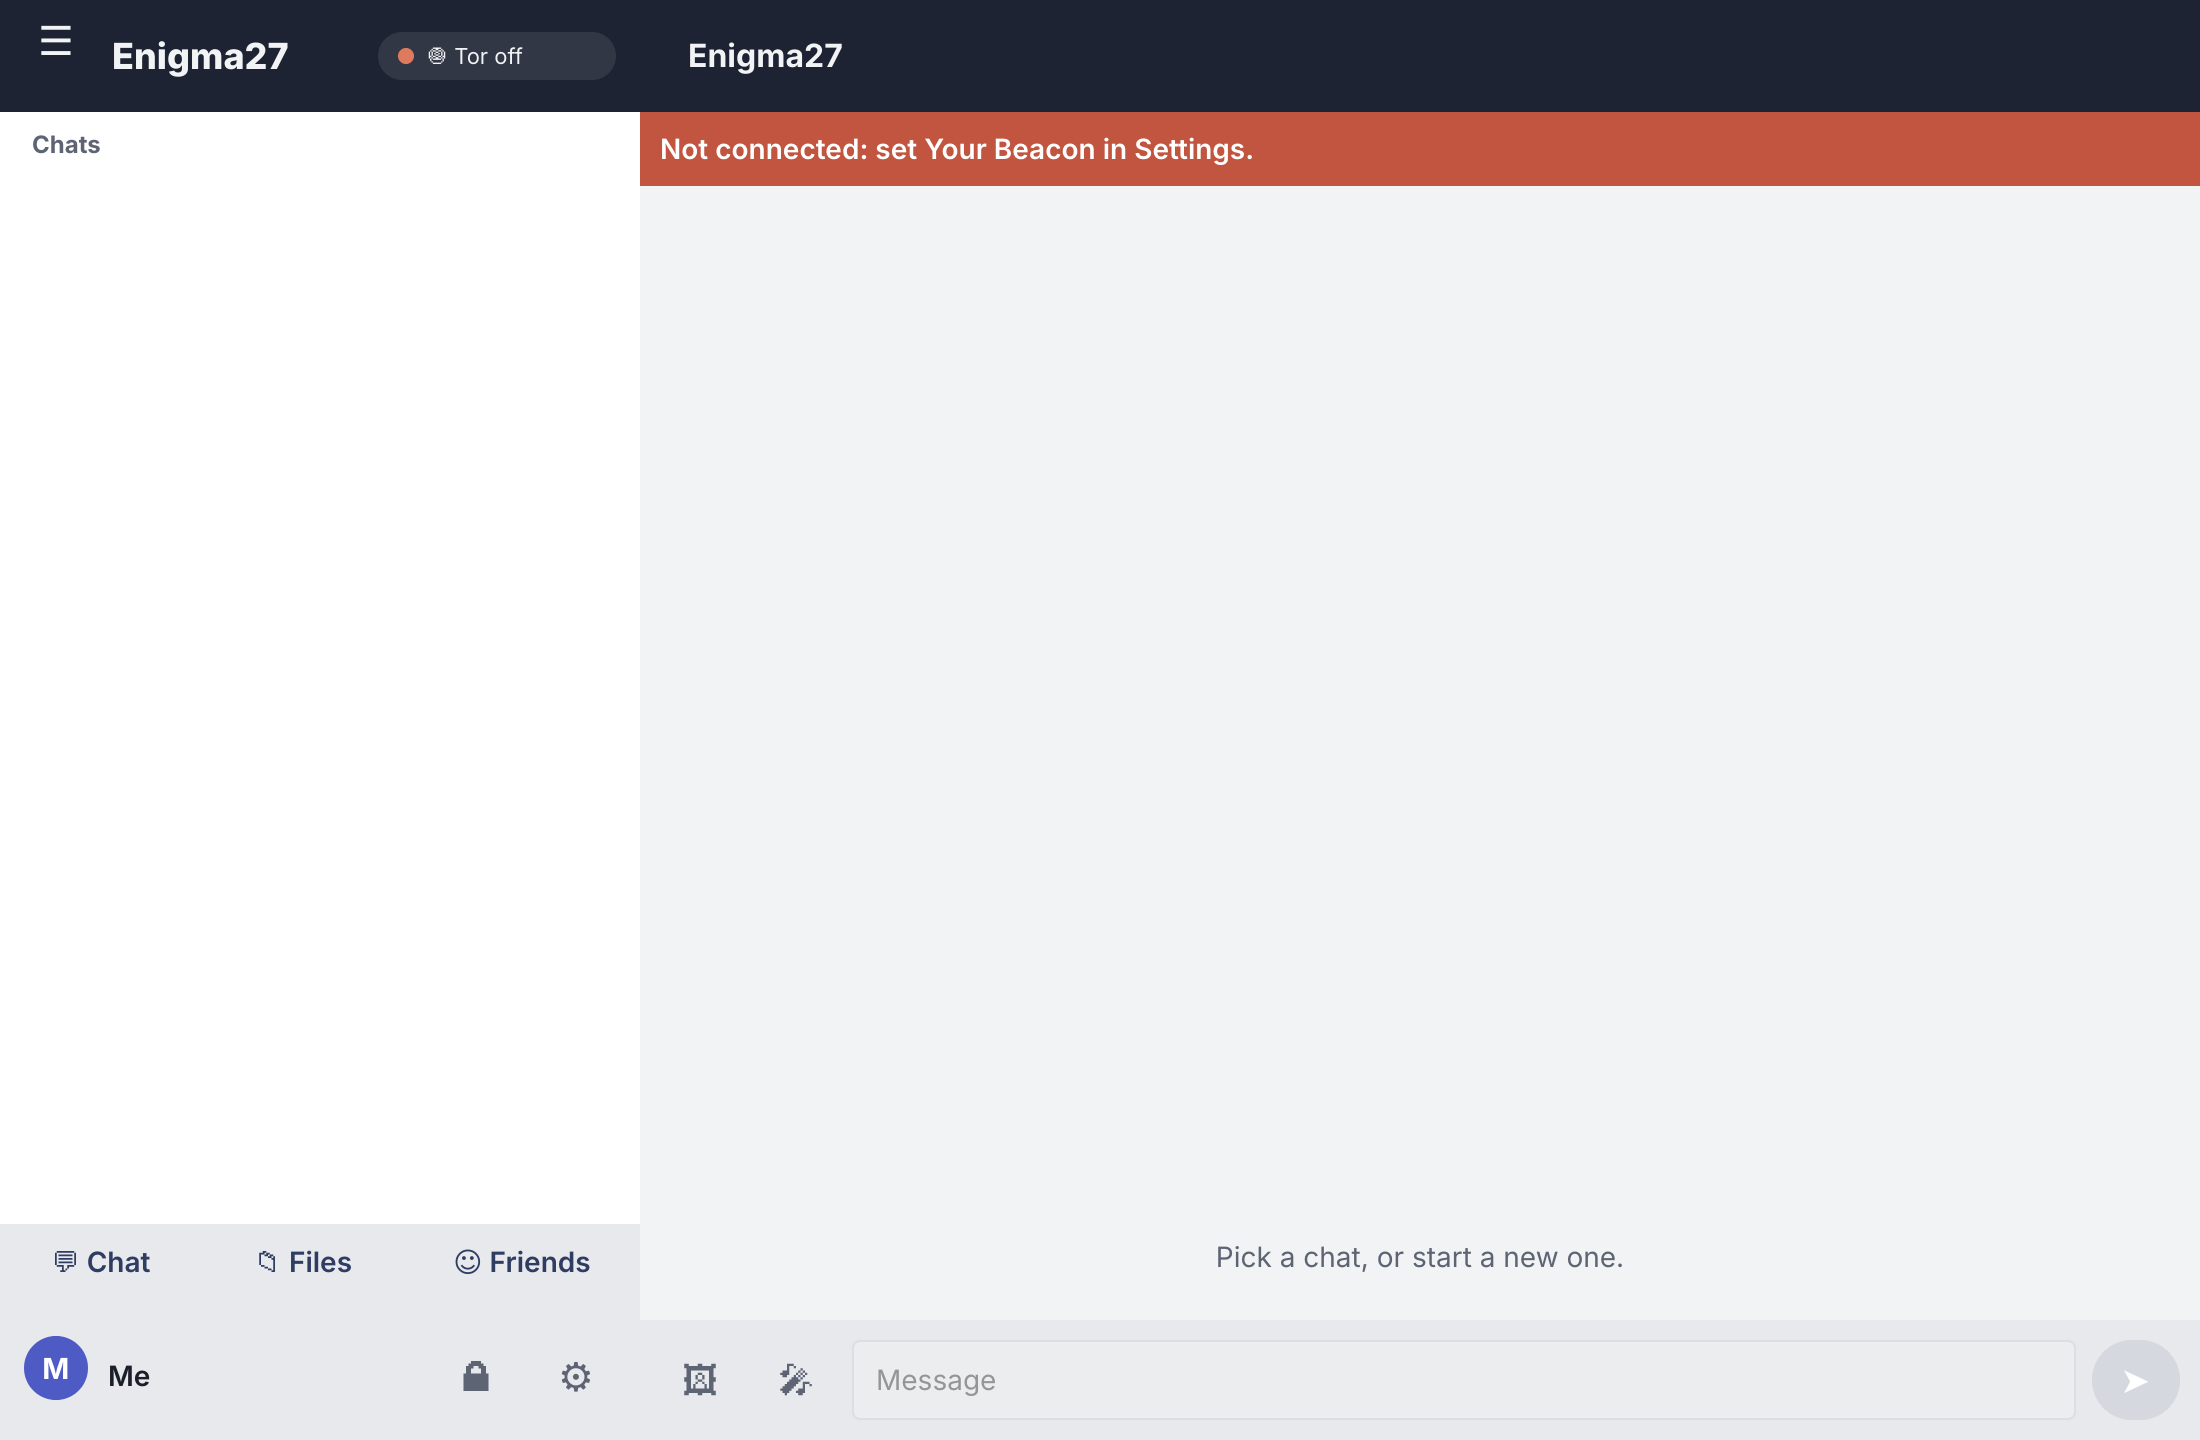 Enigma27
Tor off
Enigma27
Chats
Not connected: set Your Beacon in Settings.
Pick a chat, or start a new one.
Chat
Files
Friends
M
Me
Message